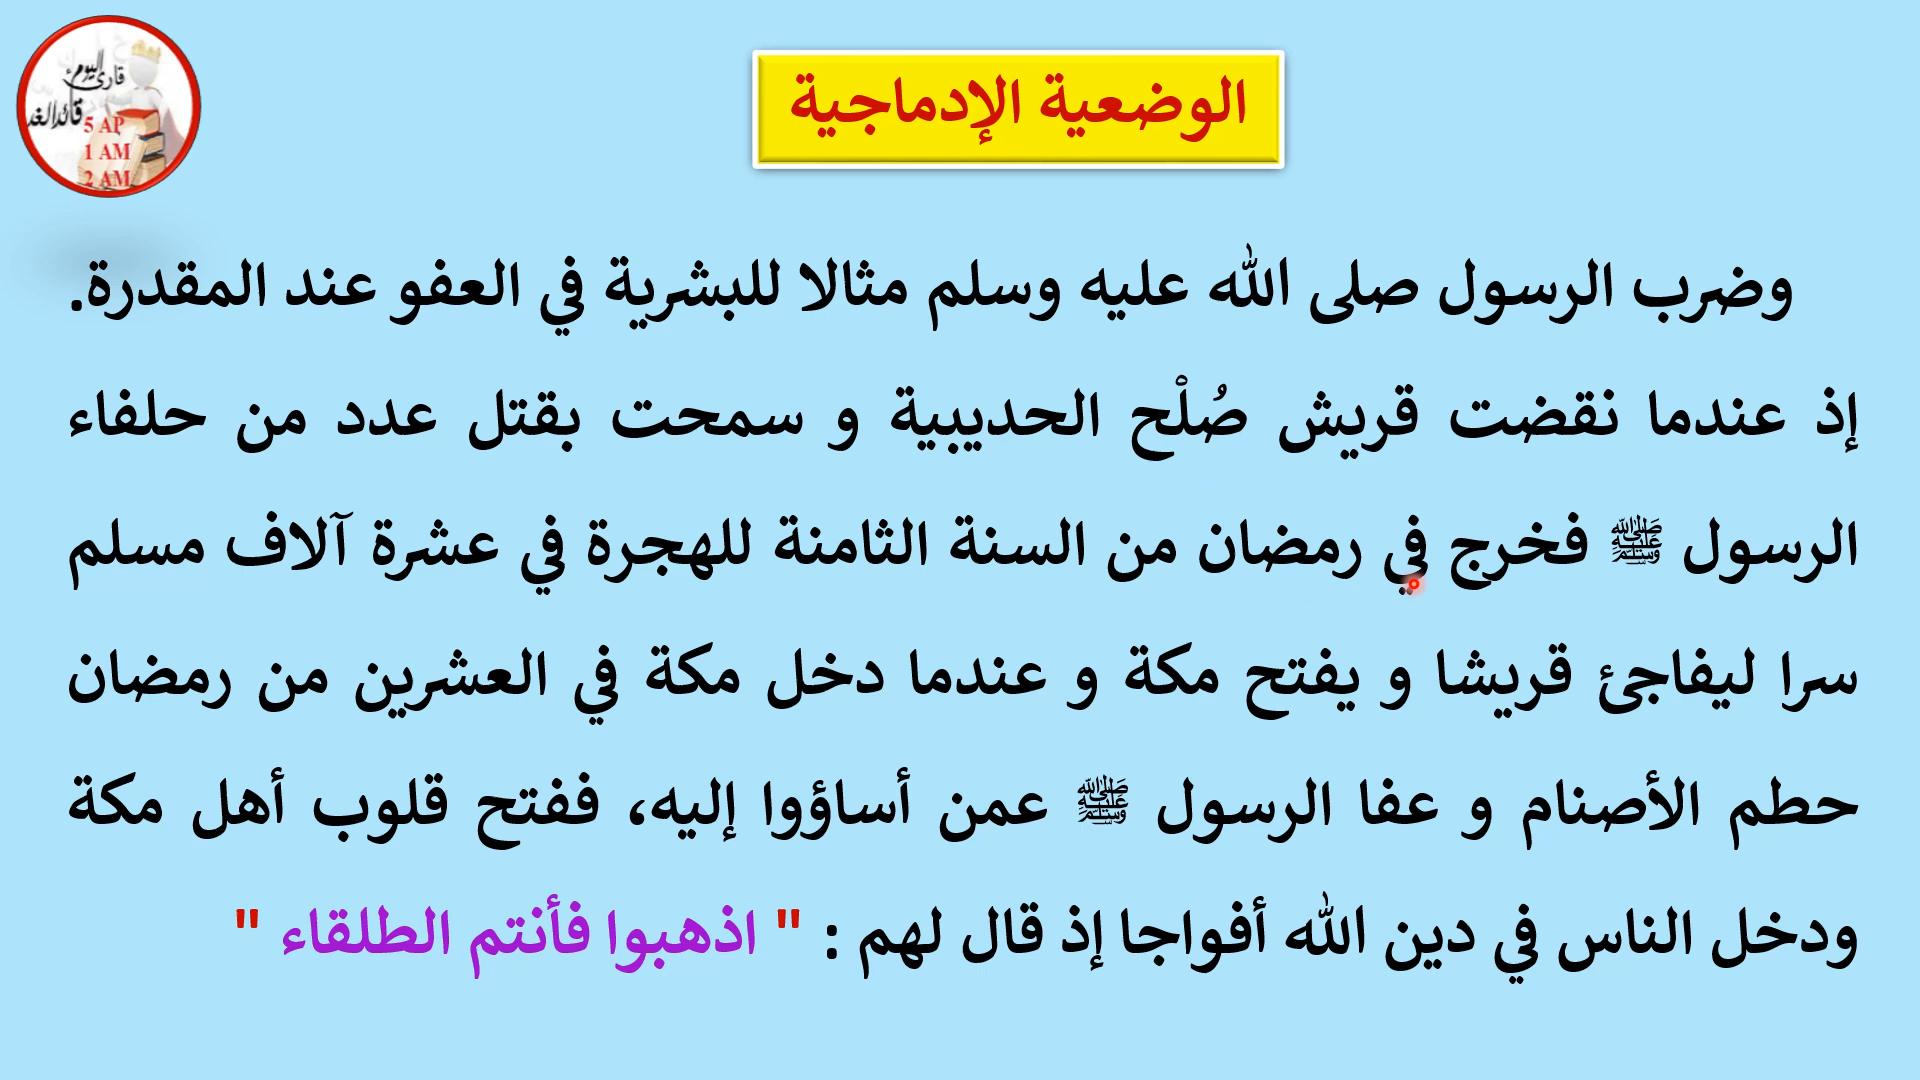 قارئ اليوم
قائد الغد
5 AP
1 AM
2 AM
الوضعية الإدماجية
وضرب الرسول صلى الله عليه وسلم مثالا للبشرية في العفو عند المقدرة.
إذ عندما نقضت قريش صُلْح الحديبية و سمحت بقتل عدد من حلفاء
الرسول ﷺ فخرج في رمضان من السنة الثامنة للهجرة في عشرة آلاف مسلم
سرا ليفاجئ قريشا و يفتح مكة و عندما دخل مكة في العشرين من رمضان
حطم الأصنام و عفا الرسول ﷺ عمن أساؤوا إليه، ففتح قلوب أهل مكة
ودخل الناس في دين الله أفواجا إذ قال لهم : " اذهبوا فأنتم الطلقاء "